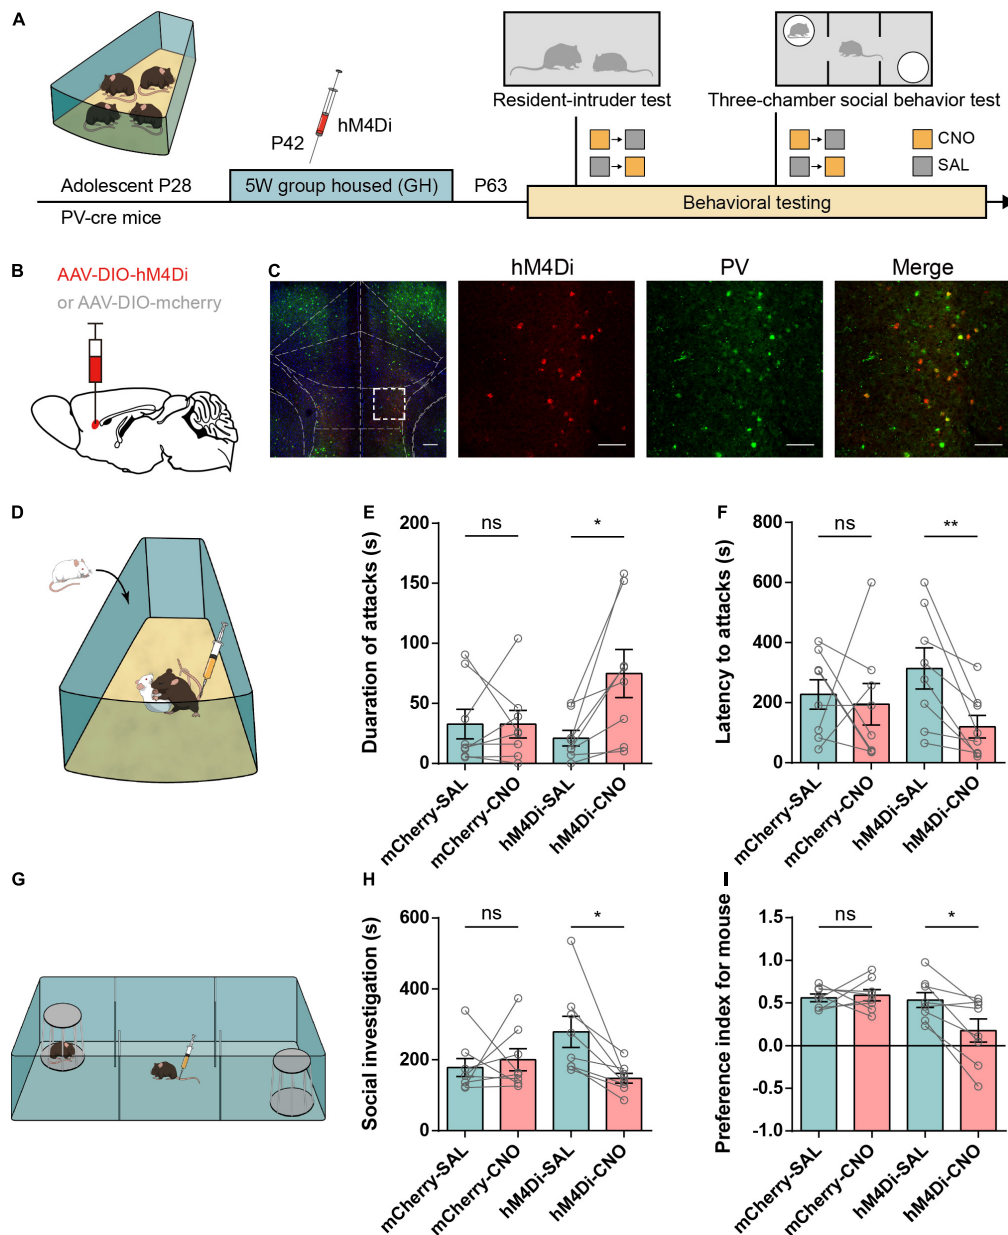 A
hM4Di
P42
Adolescent P28
5W group housed (GH)
P63
PV-cre mice
Resident-intruder test
Three-chamber social behavior test
CNO
SAL
Behavioral testing
B
AAV-DIO-hM4Di
or AAV-DIO-mcherry
C
hM4Di
PV
Merge
D
E
Duaration of attacks (s)
200
150
100
50
0
ns
*
mCherry-SAL
mCherry-CNO
hM4Di-SAL
hM4Di-CNO
F
Latency to attacks (s)
800
600
400
200
0
ns
**
mCherry-SAL
mCherry-CNO
hM4Di-SAL
hM4Di-CNO
G
H
Social investigation (s)
600
400
200
0
ns
*
mCherry-SAL
mCherry-CNO
hM4Di-SAL
hM4Di-CNO
I
Preference index for mouse
1.5
1.0
0.5
0.0
-0.5
-1.0
ns
*
mCherry-SAL
mCherry-CNO
hM4Di-SAL
hM4Di-CNO